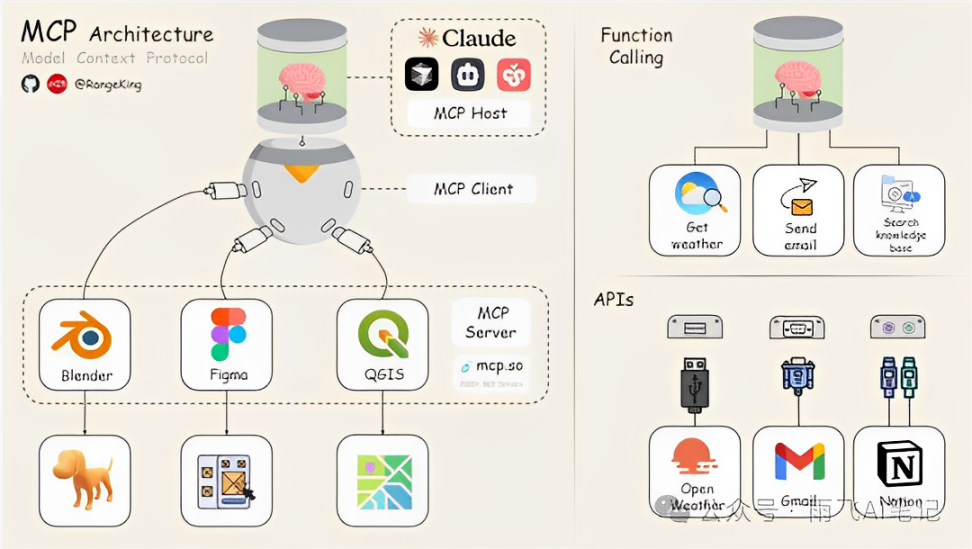 MCP Architecture
Model Context Protocol
@RangeKing
Claude
MCP Host
MCP Client
MCP
Server
mcp.so
Blender
Figma
QGIS
Function
Calling
Get
weather
Send
email
Search
knowledge
base
APIs
Open
Weather
Gmail
Notion
N
公众号 · 雨飞AI笔记